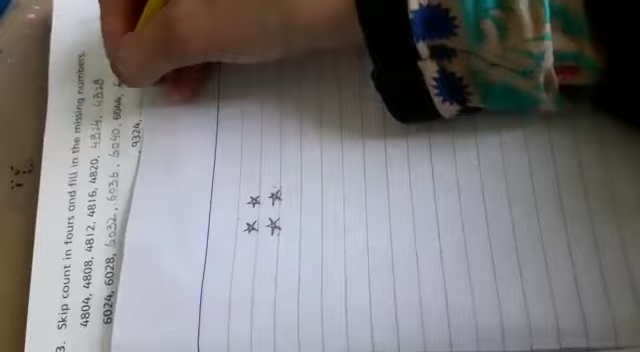 3. Skip count in fours and fill in the missing numbers.
4804, 4808, 4812, 4816, 4820, 4824, 4828
6024, 6028, 6032, 6036, 6040, 6044,
, 9324,